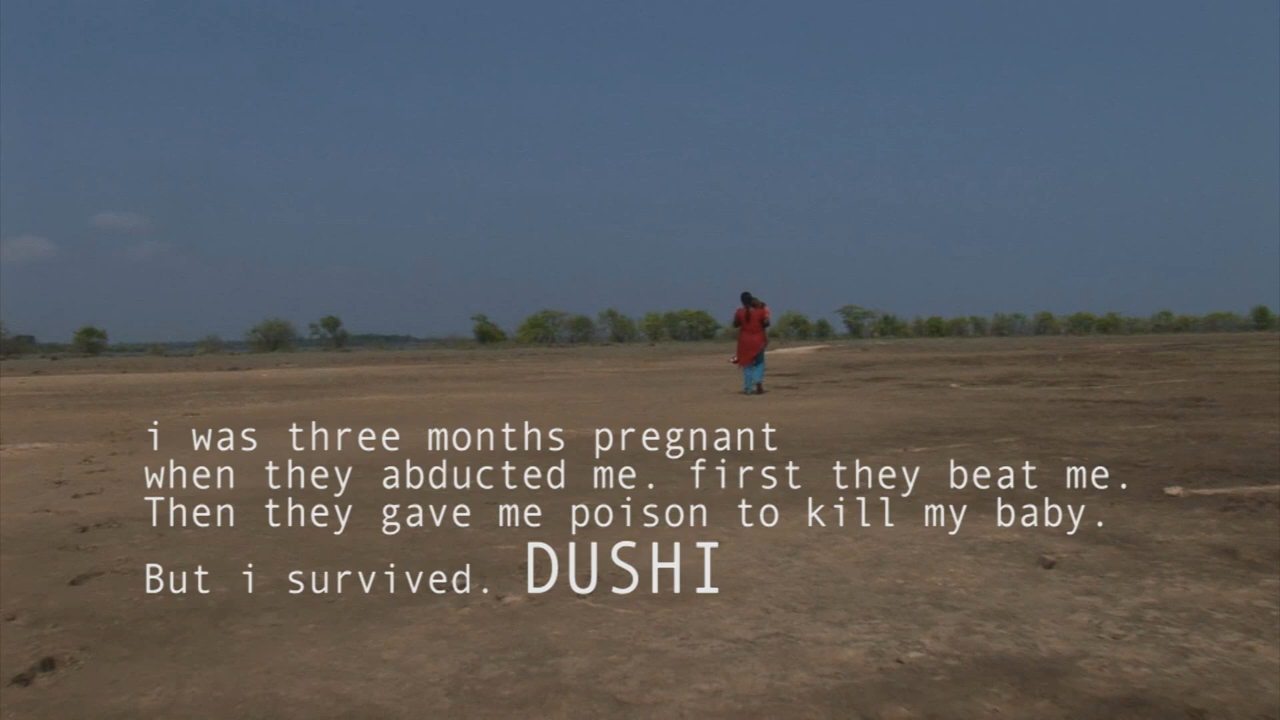 i was three months pregnant
when they abducted me. first they beat me.
Then they gave me poison to kill my baby.
But i survived. DUSHI